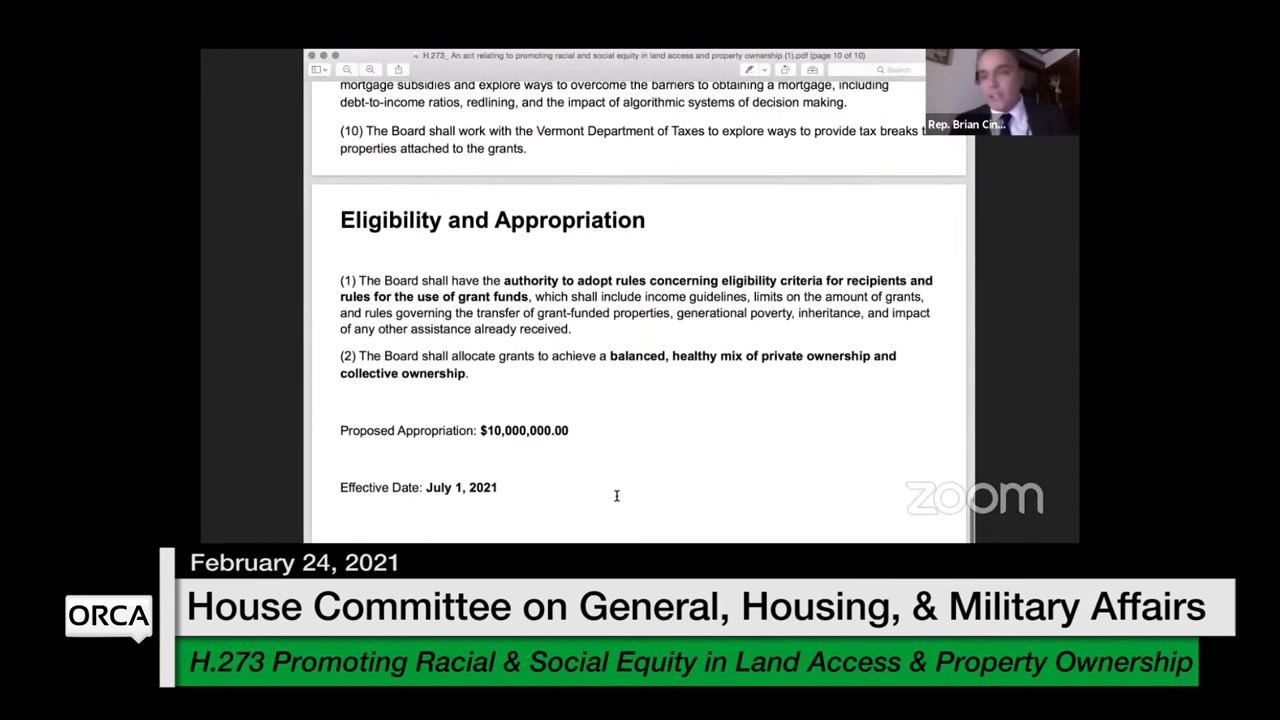 H.273_ An act relating to promoting racial and social equity in land access and property ownership (1).pdf (page 10 of 10)
Search
mortgage subsidies and explore ways to overcome the barriers to obtaining a mortgage, including
debt-to-income ratios, redlining, and the impact of algorithmic systems of decision making.
Rep. Brian Cin...
(10) The Board shall work with the Vermont Department of Taxes to explore ways to provide tax breaks
properties attached to the grants.
Eligibility and Appropriation
(1) The Board shall have the authority to adopt rules concerning eligibility criteria for recipients and
rules for the use of grant funds, which shall include income guidelines, limits on the amount of grants,
and rules governing the transfer of grant-funded properties, generational poverty, inheritance, and impact
of any other assistance already received.
(2) The Board shall allocate grants to achieve a balanced, healthy mix of private ownership and
collective ownership.
Proposed Appropriation: $10,000,000.00
Effective Date: July 1, 2021
zoom
February 24, 2021
ORCA
House Committee on General, Housing, & Military Affairs
H.273 Promoting Racial & Social Equity in Land Access & Property Ownership